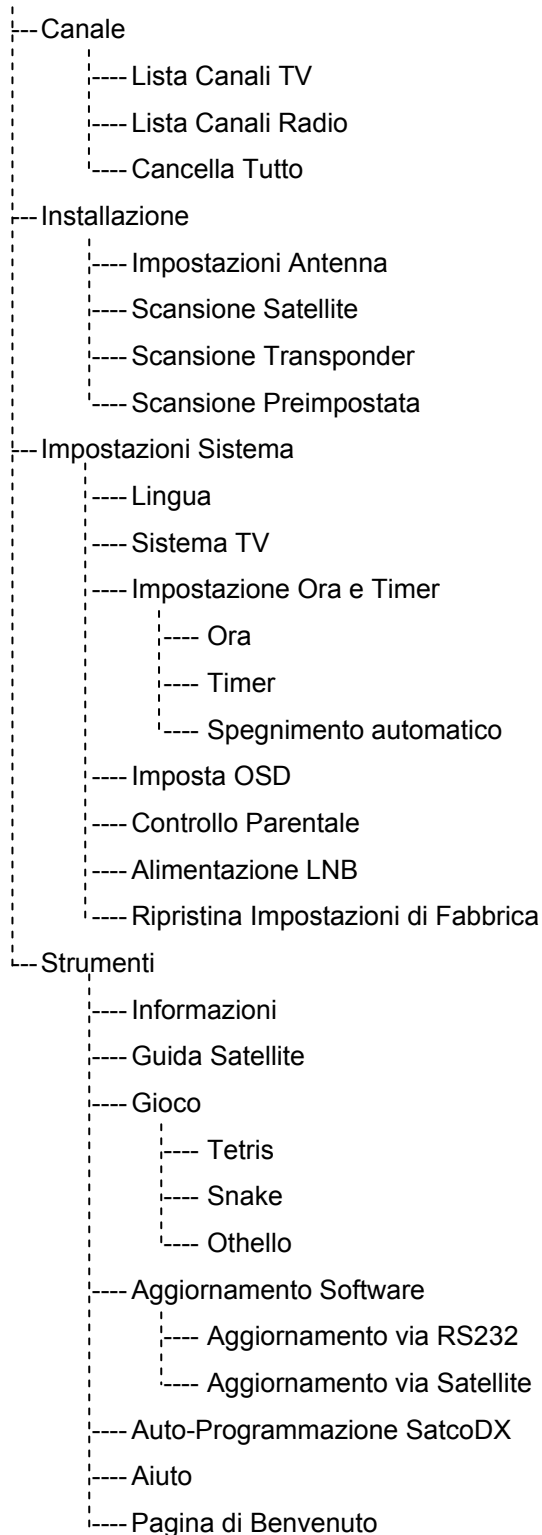 Canale
Lista Canali TV
Lista Canali Radio
Cancella Tutto
Installazione
Impostazioni Antenna
Scansione Satellite
Scansione Transponder
Scansione Preimpostata
Impostazioni Sistema
Lingua
Sistema TV
Impostazione Ora e Timer
Ora
Timer
Spegnimento automatico
Imposta OSD
Controllo Parentale
Alimentazione LNB
Ripristina Impostazioni di Fabbrica
Strumenti
Informazioni
Guida Satellite
Gioco
Tetris
Snake
Othello
Aggiornamento Software
Aggiornamento via RS232
Aggiornamento via Satellite
Auto-Programmazione SatcoDX
Aiuto
Pagina di Benvenuto